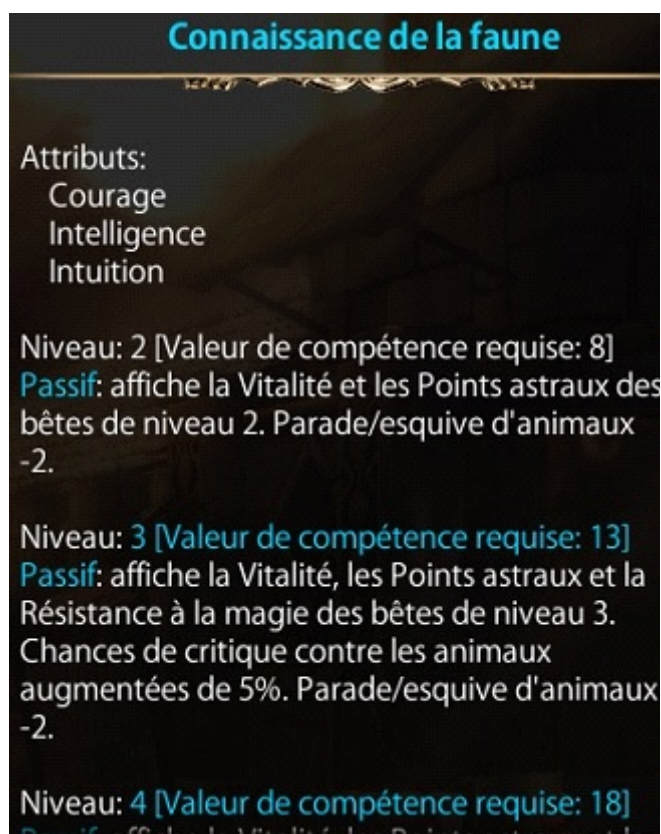 Connaissance de la faune
Attributs:
Courage
Intelligence
Intuition
Niveau: 2 [Valeur de compétence requise: 8]
Passif: affiche la Vitalité et les Points astraux des
bêtes de niveau 2. Parade/esquive d'animaux
-2.
Niveau: 3 [Valeur de compétence requise: 13]
Passif: affiche la Vitalité, les Points astraux et la
Résistance à la magie des bêtes de niveau 3.
Chances de critique contre les animaux
augmentées de 5%. Parade/esquive d'animaux
-2.
Niveau: 4 [Valeur de compétence requise: 18]